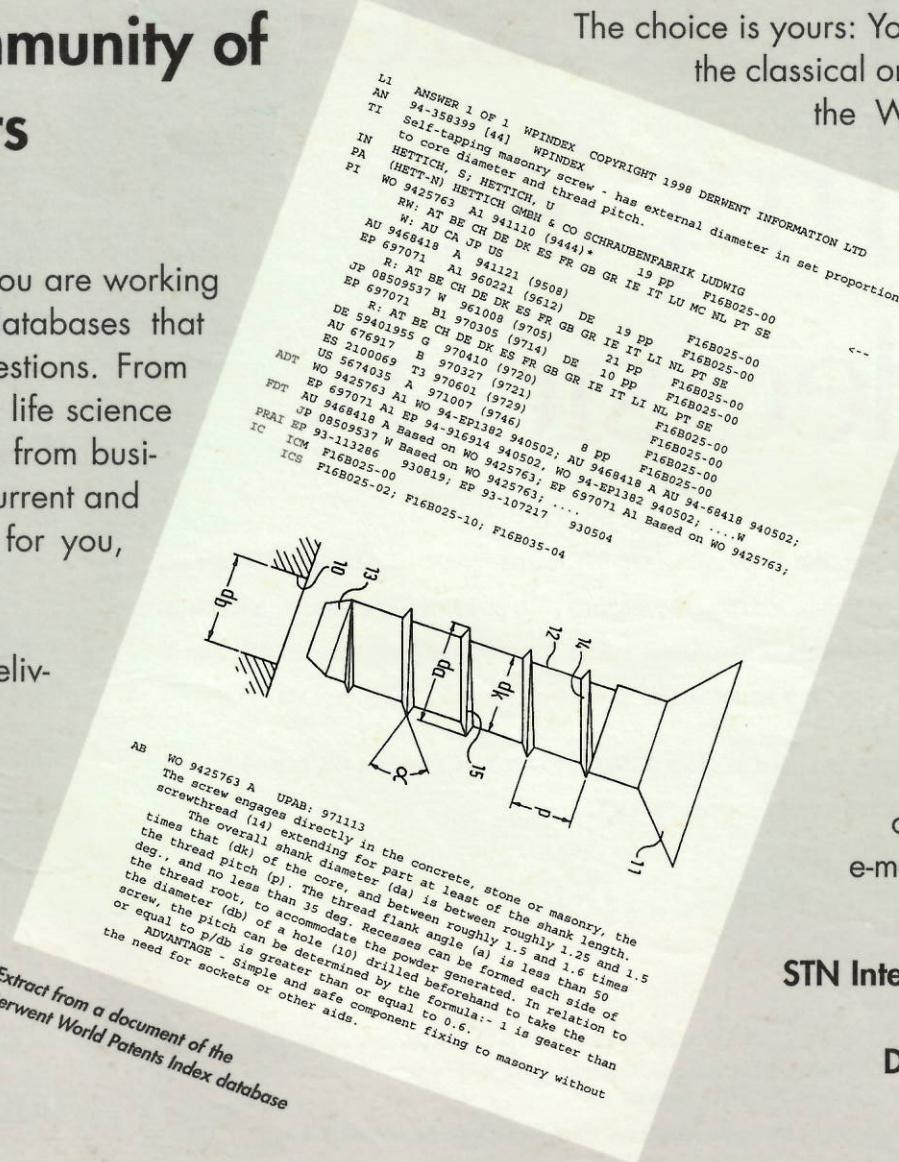 mmunity of
rs
The choice is yours: Yo
the classical or
the W
ou are working
atabases that
estions. From
life science
from busi-
urrent and
for you,
eliv-
L1 ANSWER 1 OF 1 WPINDEX COPYRIGHT 1998 DERWENT INFORMATION LTD
AN 94-358399 [44] WPINDEX
TI Self-tapping masonry screw - has external diameter in set proportion
to core diameter and thread pitch.
IN HETTICH, S; HETTICH, U
PA (HETT-N) HETTICH GMBH & CO SCHRAUBENFABRIK LUDWIG
PI WO 9425763 A1 941110 (9444)* 19 pp F16B025-00 <--
RW: AT BE CH DE DK ES FR GB GR IE IT LU MC NL PT SE
W: AU CA JP US
AU 9468418 A 941121 (9508) F16B025-00
EP 697071 A1 960221 (9612) DE 19 pp F16B025-00
R: AT BE CH DE DK ES FR GB GR IE IT LI NL PT SE
JP 08509537 W 961008 (9705) 21 pp F16B025-00
EP 697071 B1 970305 (9714) DE 10 pp F16B025-00
R: AT BE CH DE DK ES FR GB GR IE IT LI NL PT SE
DE 59401955 G 970410 (9720) F16B025-00
AU 676917 B 970327 (9721) F16B025-00
ES 2100069 T3 970601 (9729) F16B025-00
US 5674035 A 971007 (9746) 8 pp F16B025-00
ADT WO 9425763 A1 WO 94-EP1382 940502; AU 9468418 A AU 94-68418 940502;
EP 697071 A1 EP 94-916914 940502, WO 94-EP1382 940502; ....W
FDT AU 9468418 A Based on WO 9425763; EP 697071 A1 Based on WO 9425763;
JP 08509537 W Based on WO 9425763; ....
PRAI EP 93-113286 930819; EP 93-107217 930504
IC ICM F16B025-00
ICS F16B025-02; F16B025-10; F16B035-04
db
10
13
da
dk
12
14
α
15
p
11
AB WO 9425763 A UPAB: 971113
The screw engages directly in the concrete, stone or masonry, the
screwthread (14) extending for part at least of the shank length.
The overall shank diameter (da) is between roughly 1.25 and 1.5
times that (dk) of the core, and between roughly 1.5 and 1.6 times
the thread pitch (p). The thread flank angle (a) is less than 50
deg., and no less than 35 deg. Recesses can be formed each side of
the thread root, to accommodate the powder generated. In relation to
the diameter (db) of a hole (10) drilled beforehand to take the
screw, the pitch can be determined by the formula:- 1 is geater than
or equal to p/db is greater than or equal to 0.6.
ADVANTAGE - Simple and safe component fixing to masonry without
the need for sockets or other aids.
Extract from a document of the
erwent World Patents Index database
e-m
STN Inte
D